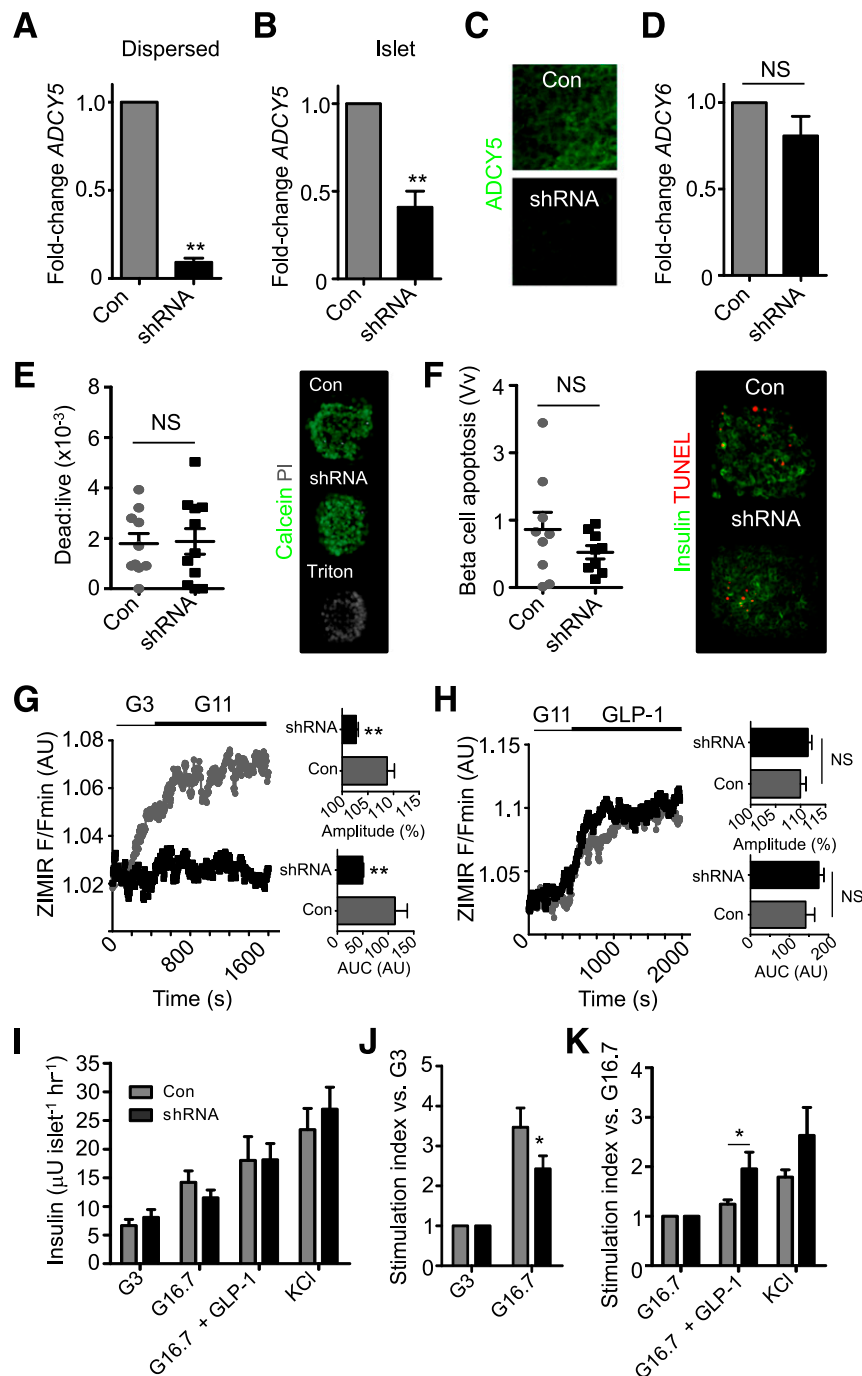 A
Dispersed
Fold-change ADCY5
1.0
0.5
0
**
Con
shRNA
B
Islet
Fold-change ADCY5
1.0
0.5
0
**
Con
shRNA
C
ADCY5
Con
shRNA
D
NS
Fold-change ADCY6
1.0
0.5
0
Con
shRNA
E
Dead:live (x10⁻³)
8
6
4
2
0
NS
Con
shRNA
Calcein PI
Con
shRNA
Triton
F
Beta cell apoptosis (Vv)
4
2
1
0
NS
Con
shRNA
Insulin TUNEL
Con
shRNA
G
G3 G11
ZIMIR F/Fmin (AU)
1.08
1.06
1.04
1.02
0
800
1600
Time (s)
shRNA
**
Con
100
105
110
115
Amplitude (%)
shRNA
**
Con
0
50
100
150
AUC (AU)
H
G11 GLP-1
ZIMIR F/Fmin (AU)
1.15
1.10
1.05
0
1000
2000
Time (s)
shRNA
Con
NS
100
105
110
115
Amplitude (%)
shRNA
Con
NS
0
100
200
AUC (AU)
I
Insulin (µU islet⁻¹ hr⁻¹)
35
30
25
20
15
10
5
0
Con
shRNA
G3
G16.7
G16.7 + GLP-1
KCl
J
Stimulation index vs. G3
5
4
3
2
1
0
*
G3
G16.7
K
Stimulation index vs. G16.7
4
3
2
1
0
*
G16.7
G16.7 + GLP-1
KCl